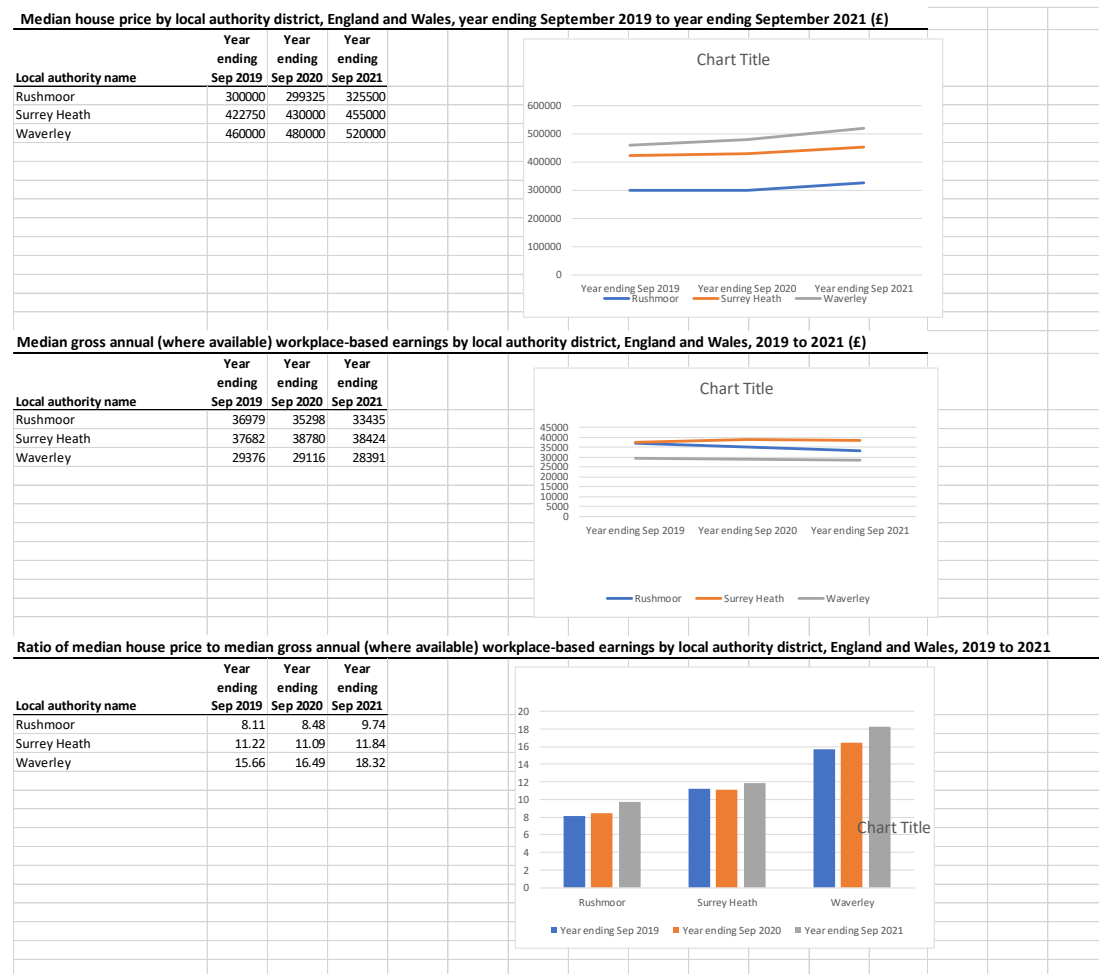 Median house price by local authority district, England and Wales, year ending September 2019 to year ending September 2021 (£)
Year Year Year
ending ending ending
Local authority name Sep 2019 Sep 2020 Sep 2021
Rushmoor 300000 299325 325500
Surrey Heath 422750 430000 455000
Waverley 460000 480000 520000
Chart Title
600000
500000
400000
300000
200000
100000
0
Year ending Sep 2019 Year ending Sep 2020 Year ending Sep 2021
Rushmoor Surrey Heath Waverley
Median gross annual (where available) workplace-based earnings by local authority district, England and Wales, 2019 to 2021 (£)
Year Year Year
ending ending ending
Local authority name Sep 2019 Sep 2020 Sep 2021
Rushmoor 36979 35298 33435
Surrey Heath 37682 38780 38424
Waverley 29376 29116 28391
Chart Title
45000
40000
35000
30000
25000
20000
15000
10000
5000
0
Year ending Sep 2019 Year ending Sep 2020 Year ending Sep 2021
Rushmoor Surrey Heath Waverley
Ratio of median house price to median gross annual (where available) workplace-based earnings by local authority district, England and Wales, 2019 to 2021
Year Year Year
ending ending ending
Local authority name Sep 2019 Sep 2020 Sep 2021
Rushmoor 8.11 8.48 9.74
Surrey Heath 11.22 11.09 11.84
Waverley 15.66 16.49 18.32
20
18
16
14
12
10
8
Chart Title
6
4
2
0
Rushmoor Surrey Heath Waverley
Year ending Sep 2019 Year ending Sep 2020 Year ending Sep 2021